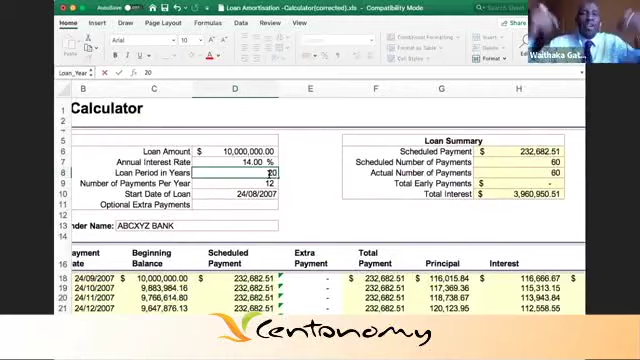 Loan Amortisation -Calculator(corrected).xls - Compatibility Mode
Search Sheet
Home Share
Arial 10 Conditional Formatting Insert
Format as Table Delete
Paste Cell Styles Format Editing
Waithaka Gat...
Loan_Year fx 20
B C D E F G H
1 Calculator
2
5 Loan Summary
6 Loan Amount $ 10,000,000.00 Scheduled Payment $ 232,682.51
7 Annual Interest Rate 14.00 % Scheduled Number of Payments 60
8 Loan Period in Years 20 Actual Number of Payments 60
9 Number of Payments Per Year 12 Total Early Payments $ -
10 Start Date of Loan 24/08/2007 Total Interest $ 3,960,950.51
11 Optional Extra Payments
12
13 nder Name: ABCXYZ BANK
14
ayment Beginning Scheduled Extra Total
16 ate Balance Payment Payment Payment Principal Interest
18 24/09/2007 $ 10,000,000.00 $ 232,682.51 - $ 232,682.51 $ 116,015.84 $ 116,666.67
19 24/10/2007 9,883,984.16 232,682.51 - 232,682.51 117,369.36 115,313.15
20 24/11/2007 9,766,614.80 232,682.51 - 232,682.51 118,738.67 113,943.84
21 24/12/2007 9,647,876.13 232,682.51 - 232,682.51 120,123.95 112,558.55
Centonomy